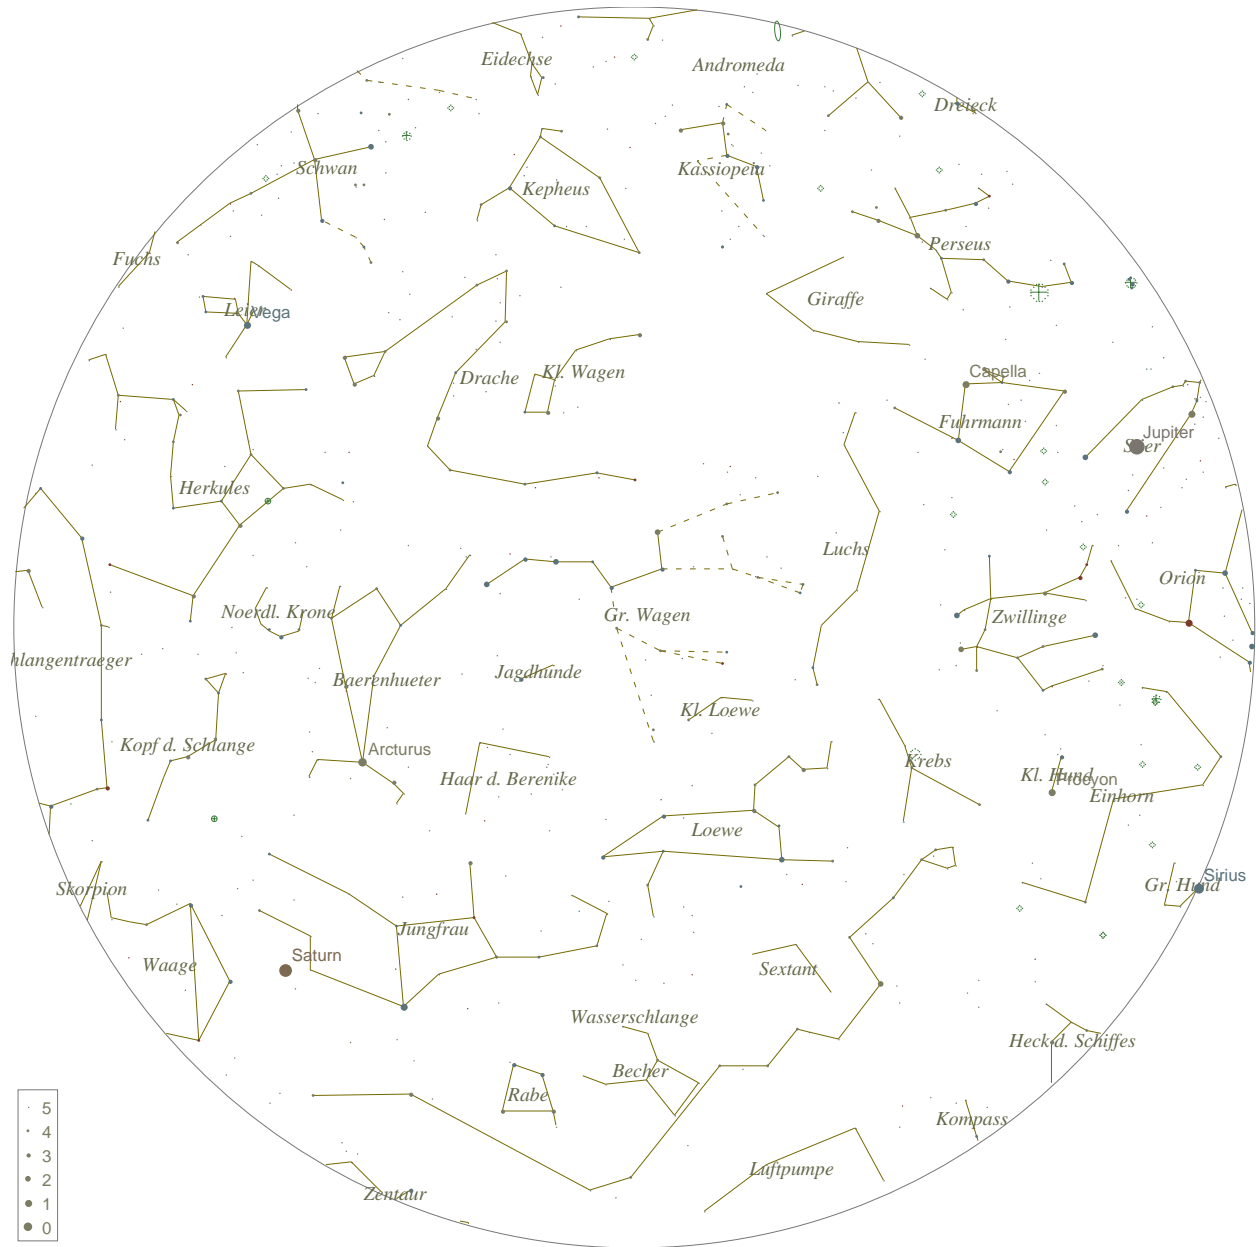 Eidechse
Andromeda
Dreieck
Schwan
Kepheus
Kassiopeia
Perseus
Fuchs
Giraffe
Leier
Vega
Drache
Kl. Wagen
Capella
Fuhrmann
Jupiter
Stier
Herkules
Luchs
Orion
Noerdl. Krone
Gr. Wagen
Zwillinge
hlangentraeger
Baerenhueter
Jagdhunde
Kl. Loewe
Kopf d. Schlange
Arcturus
Haar d. Berenike
Krebs
Kl. Hund
Procyon
Einhorn
Loewe
Skorpion
Gr. Hund
Sirius
Jungfrau
Waage
Saturn
Sextant
Wasserschlange
Heck d. Schiffes
Becher
Rabe
Kompass
Luftpumpe
Zentaur
5
4
3
2
1
0